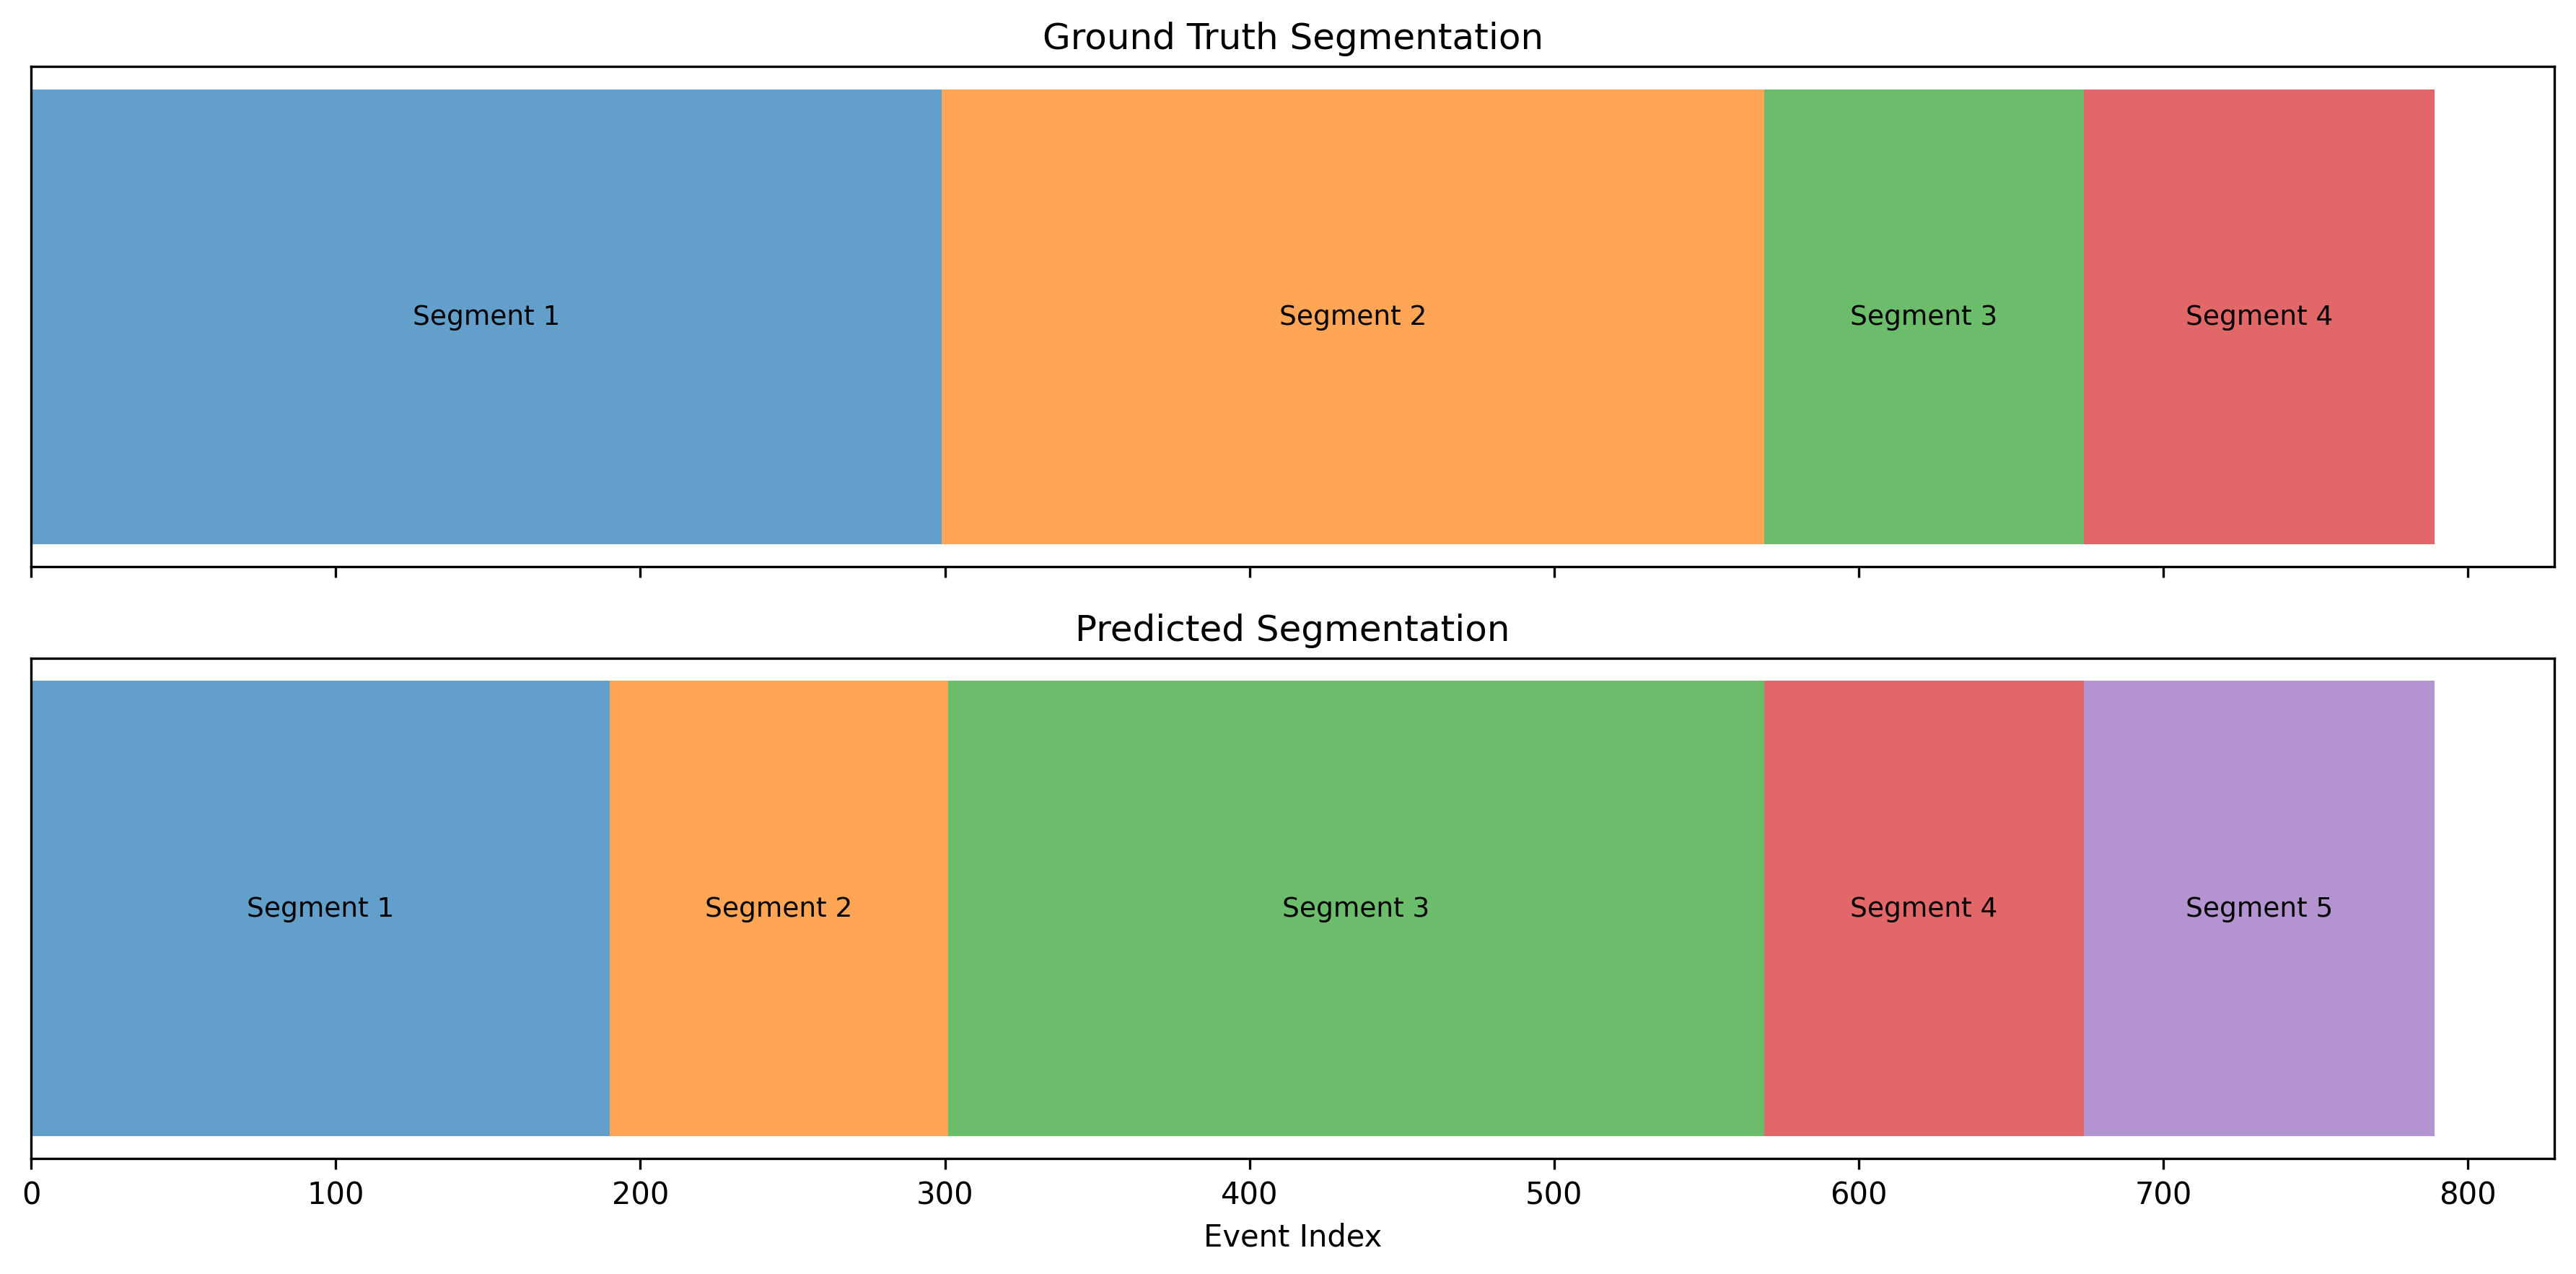 Ground Truth Segmentation
Segment 1 Segment 2 Segment 3 Segment 4
Predicted Segmentation
Segment 1 Segment 2 Segment 3 Segment 4 Segment 5
0 100 200 300 400 500 600 700 800
Event Index